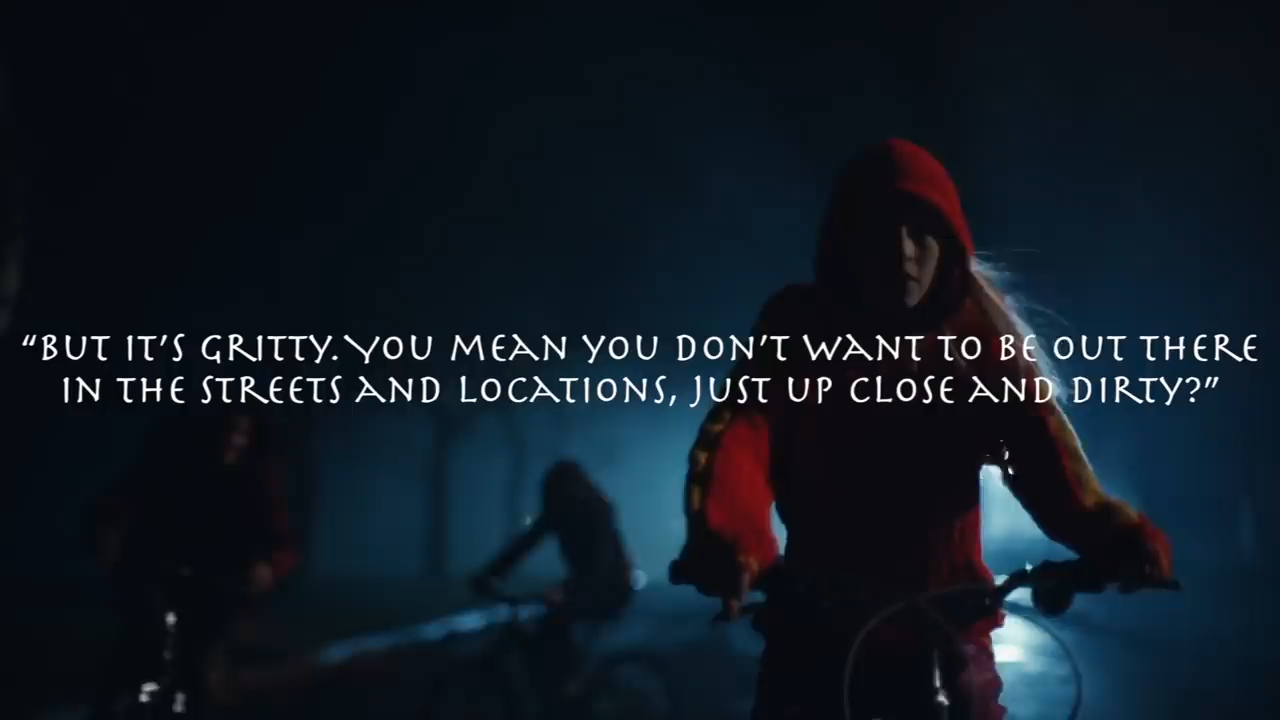 “BUT IT’S GRITTY. YOU MEAN YOU DON’T WANT TO BE OUT THERE
IN THE STREETS AND LOCATIONS, JUST UP CLOSE AND DIRTY?”